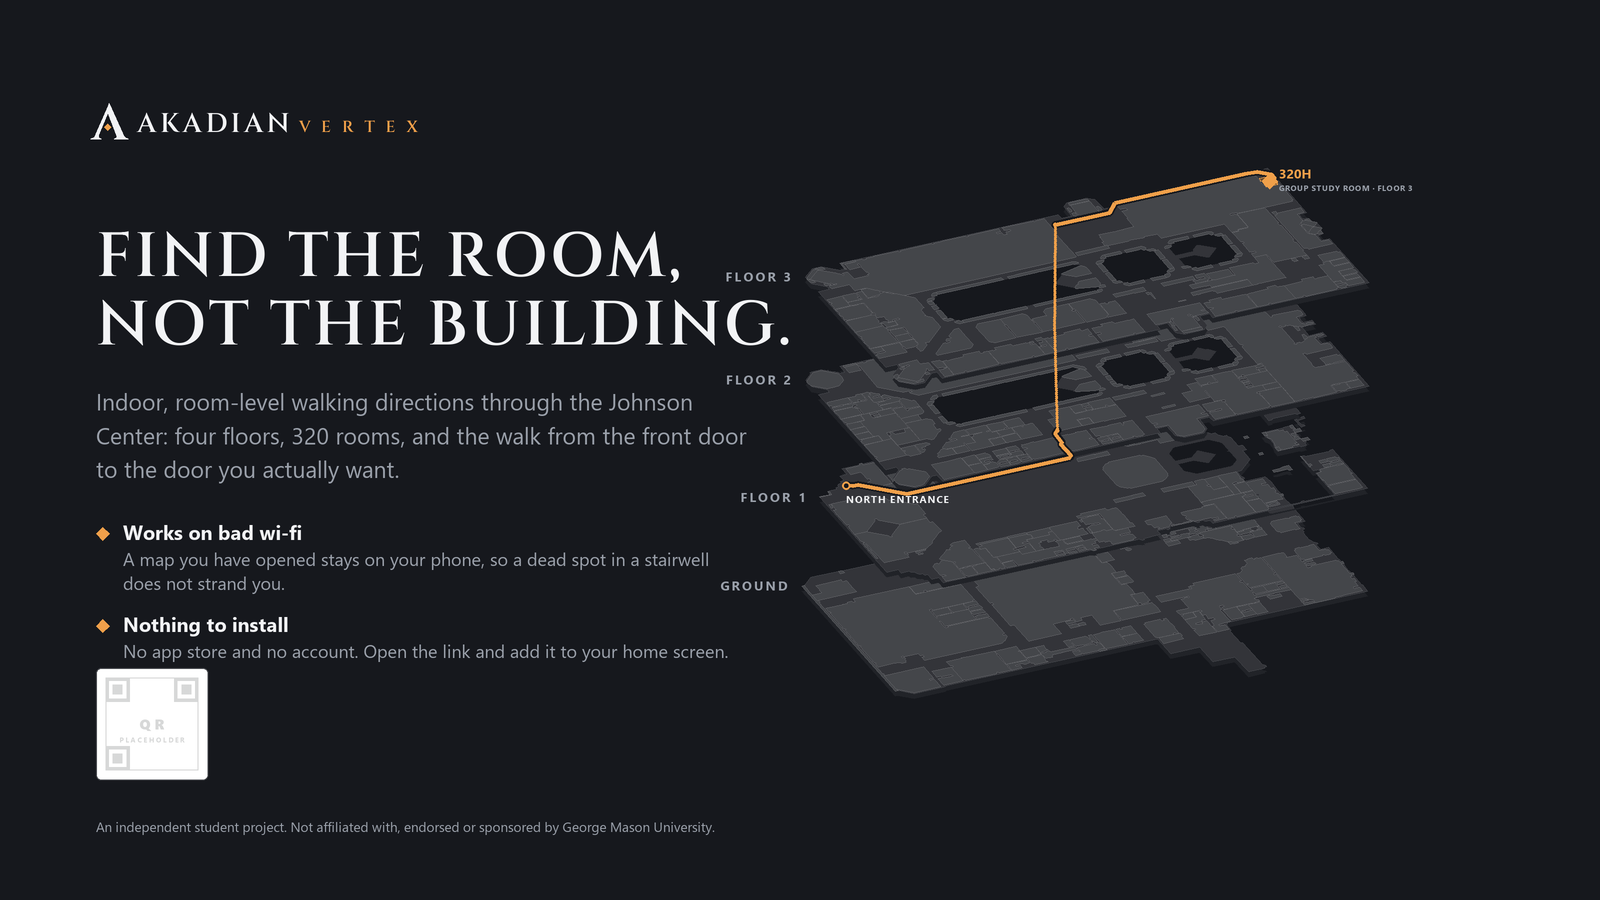 AKADIAN VERTEX
FIND THE ROOM,
NOT THE BUILDING.
Indoor, room-level walking directions through the Johnson
Center: four floors, 320 rooms, and the walk from the front door
to the door you actually want.
Works on bad wi-fi
A map you have opened stays on your phone, so a dead spot in a stairwell
does not strand you.
Nothing to install
No app store and no account. Open the link and add it to your home screen.
QR
PLACEHOLDER
An independent student project. Not affiliated with, endorsed or sponsored by George Mason University.
320H
GROUP STUDY ROOM · FLOOR 3
FLOOR 3
FLOOR 2
FLOOR 1
NORTH ENTRANCE
GROUND